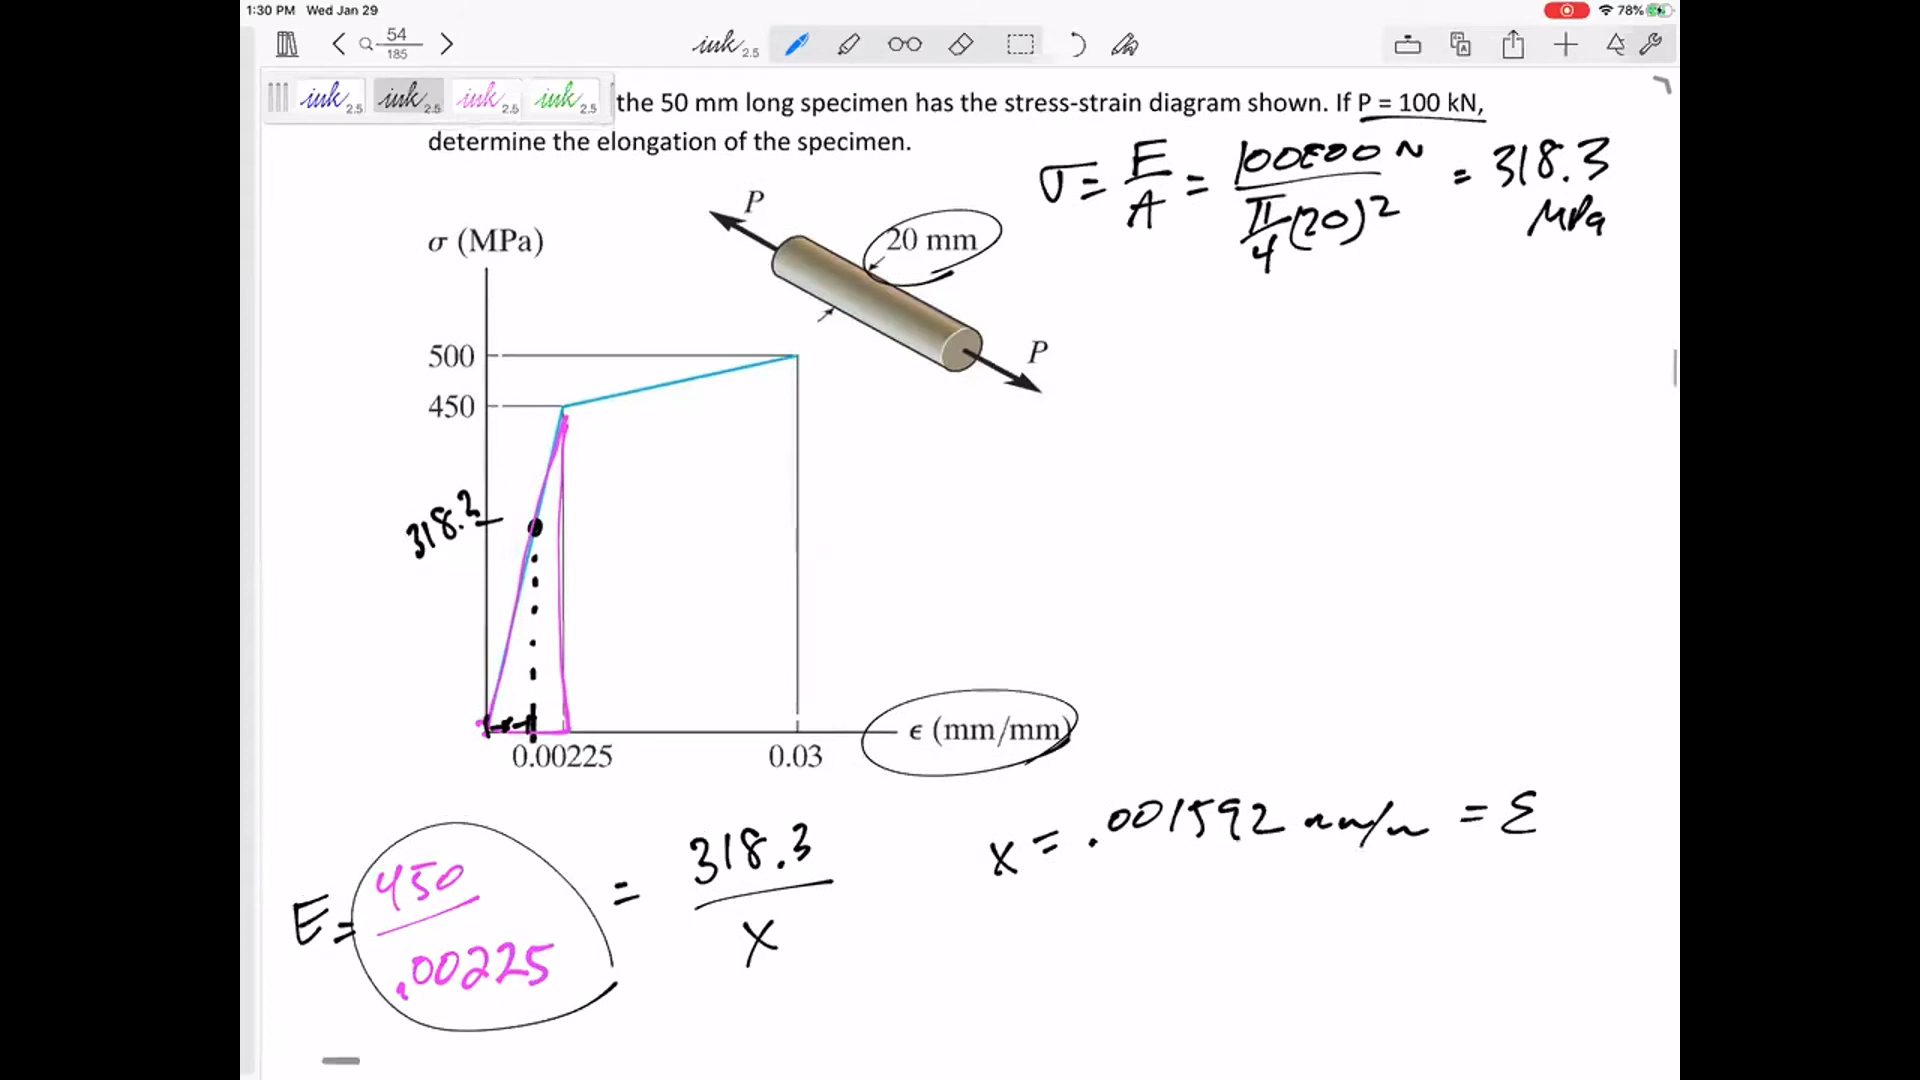 1:30 PM Wed Jan 29
78%
54
185
ink 2.5
ink 2.5 ink 2.5 ink 2.5 ink 2.5
the 50 mm long specimen has the stress-strain diagram shown. If P = 100 kN,
determine the elongation of the specimen.
σ = F/A = 100E00 N / π/4 (20)² = 318.3 MPa
P
20 mm
P
σ (MPa)
500
450
318.3
0.00225
0.03
ϵ (mm/mm)
E = 450/.00225 = 318.3/x
x = .001592 mm/m = ε